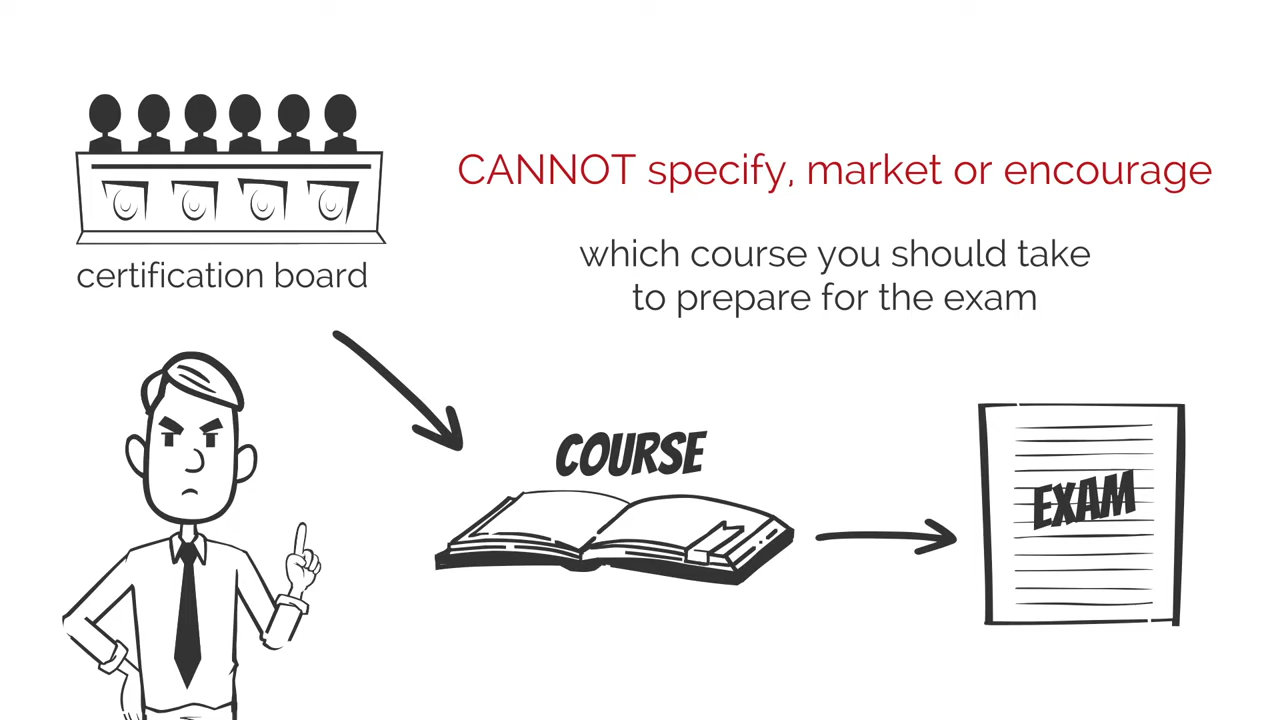 CANNOT specify, market or encourage
which course you should take
to prepare for the exam
certification board
COURSE
EXAM